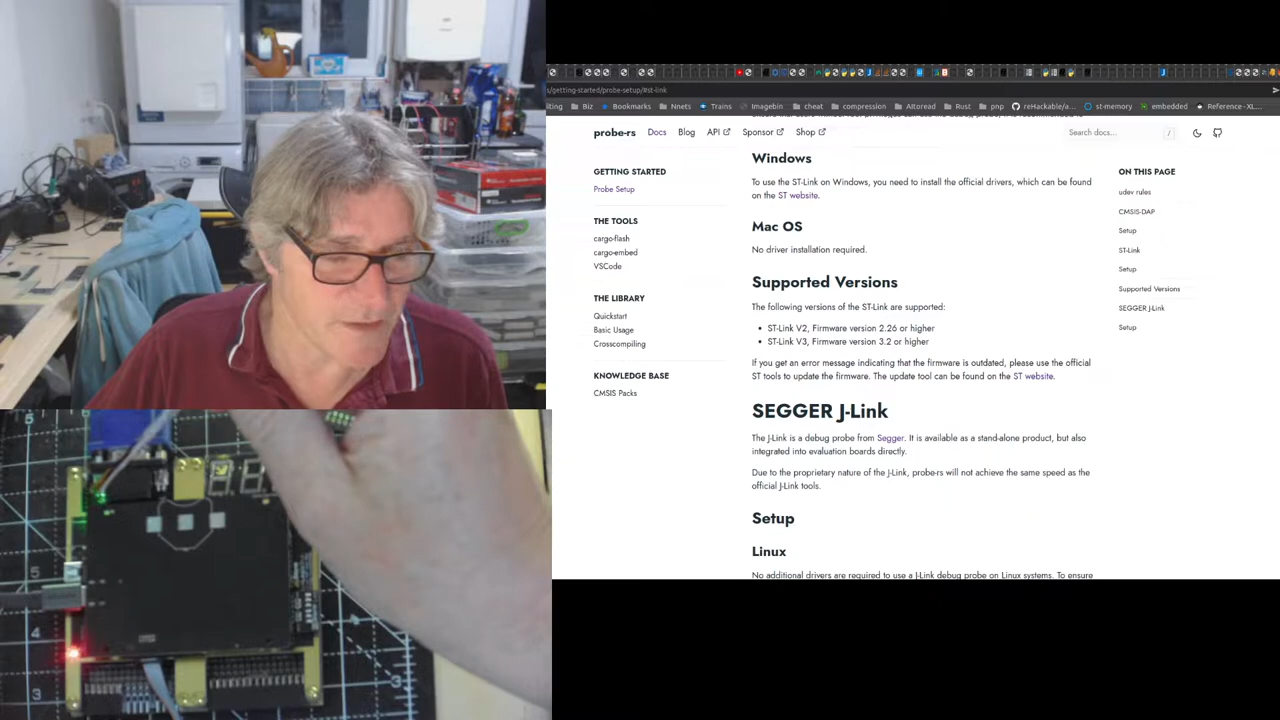 s/getting-started/probe-setup/#st-link
iting Biz Bookmarks Nnets Trains Imagebin cheat compression AItoread Rust pnp reHackable/a... st-memory embedded Reference - XL...
probe-rs Docs Blog API Sponsor Shop Search docs... /
GETTING STARTED
Probe Setup
THE TOOLS
cargo-flash
cargo-embed
VSCode
THE LIBRARY
Quickstart
Basic Usage
Crosscompiling
KNOWLEDGE BASE
CMSIS Packs
Windows
To use the ST-Link on Windows, you need to install the official drivers, which can be found
on the ST website.
Mac OS
No driver installation required.
Supported Versions
The following versions of the ST-Link are supported:
• ST-Link V2, Firmware version 2.26 or higher
• ST-Link V3, Firmware version 3.2 or higher
If you get an error message indicating that the firmware is outdated, please use the official
ST tools to update the firmware. The update tool can be found on the ST website.
SEGGER J-Link
The J-Link is a debug probe from Segger. It is available as a stand-alone product, but also
integrated into evaluation boards directly.
Due to the proprietary nature of the J-Link, probe-rs will not achieve the same speed as the
official J-Link tools.
Setup
Linux
No additional drivers are required to use a J-Link debug probe on Linux systems. To ensure
ON THIS PAGE
udev rules
CMSIS-DAP
Setup
ST-Link
Setup
Supported Versions
SEGGER J-Link
Setup
5
5
4
3
3